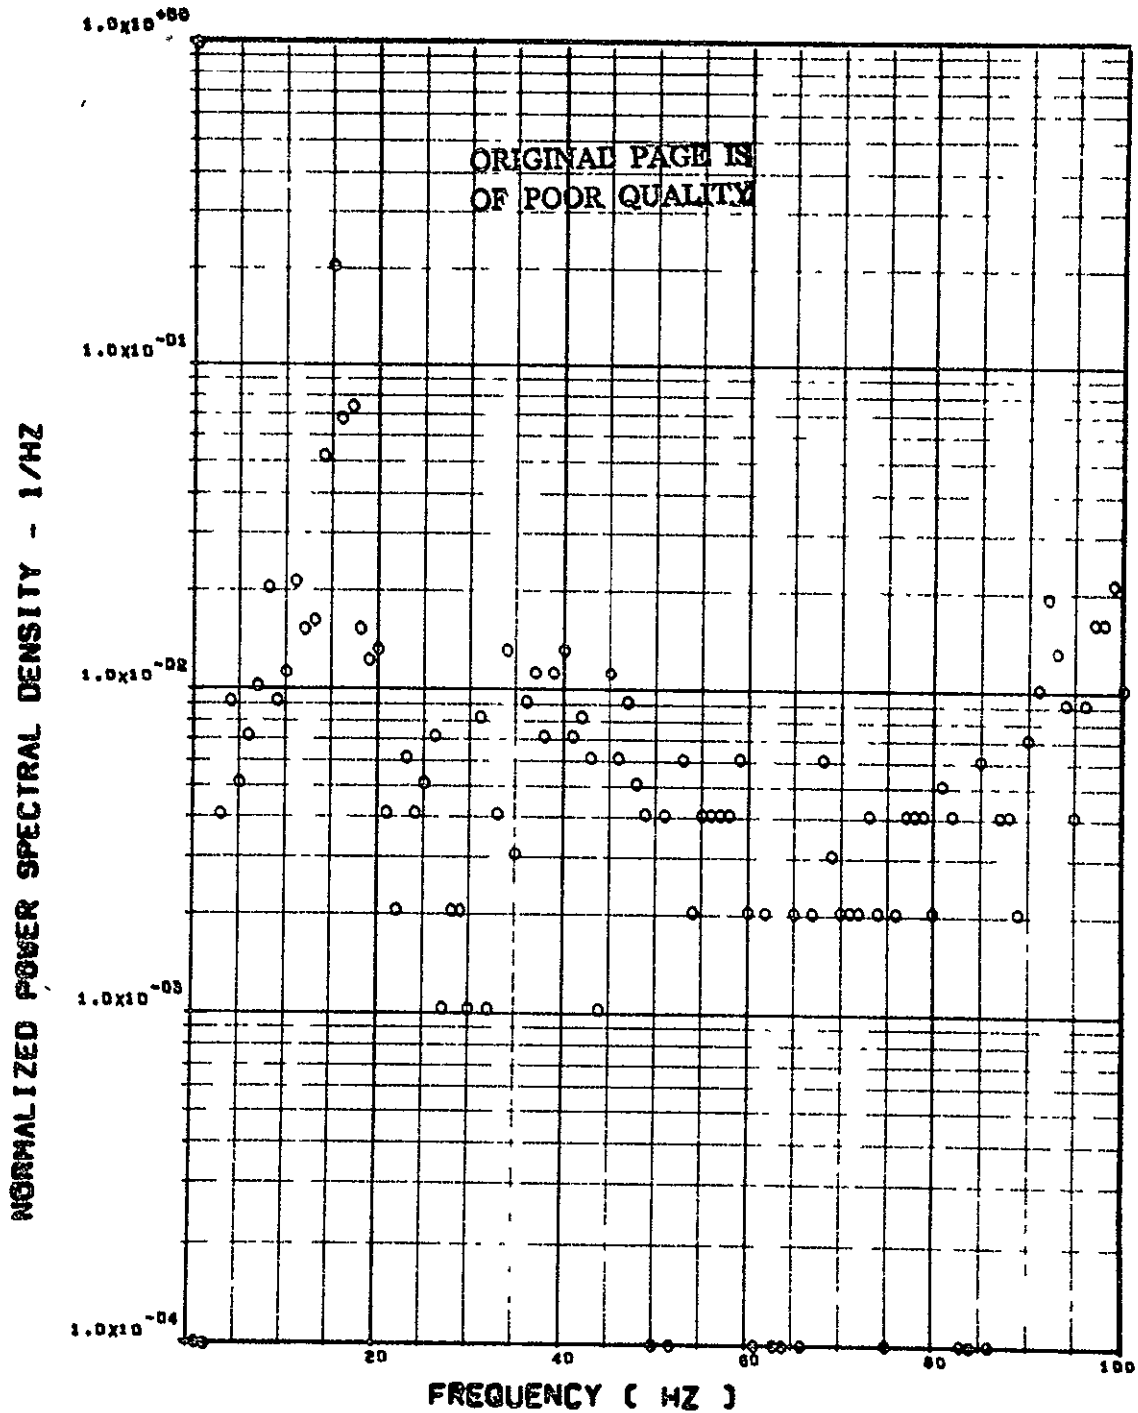 1.0X10+00
ORIGINAL PAGE IS
OF POOR QUALITY
1.0X10-01
1.0X10-02
1.0X10-03
1.0X10-04
NORMALIZED POWER SPECTRAL DENSITY - 1/HZ
20 40 60 80 100
FREQUENCY ( HZ )